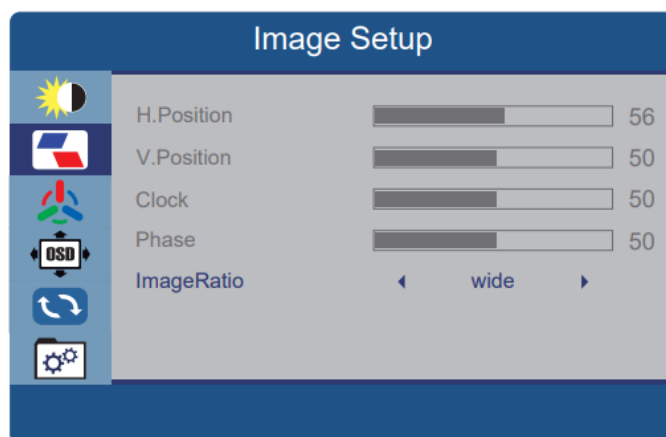 Image Setup
H.Position 56
V.Position 50
Clock 50
Phase 50
OSD
ImageRatio wide